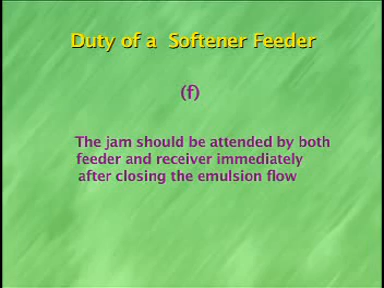 Duty of a Softener Feeder
(f)
The jam should be attended by both
feeder and receiver immediately
after closing the emulsion flow